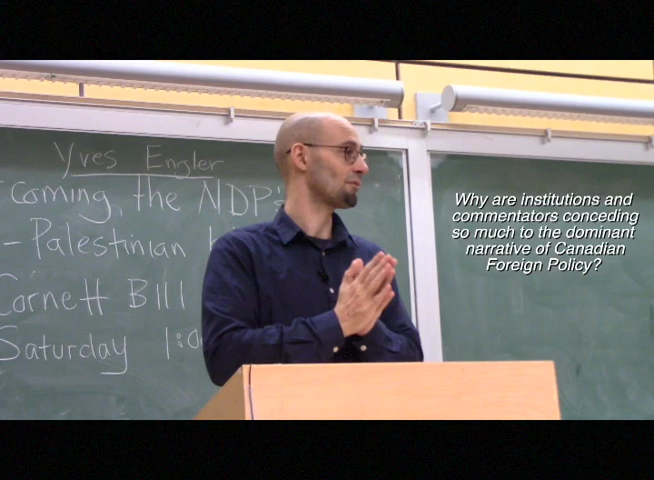 Yves Engler
coming, the NDP's
- Palestinian
Cornett Bill
Saturday 1:0
Why are institutions and
commentators conceding
so much to the dominant
narrative of Canadian
Foreign Policy?